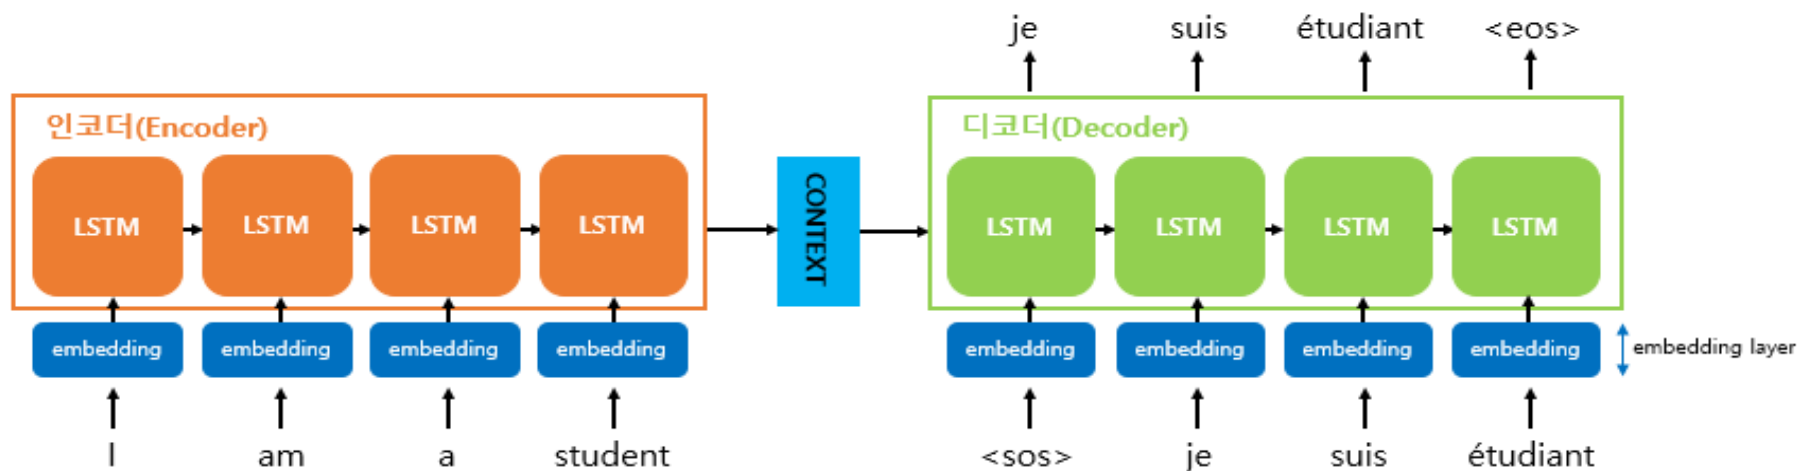 je suis étudiant <eos>
인코더(Encoder)
LSTM LSTM LSTM LSTM
CONTEXT
디코더(Decoder)
LSTM LSTM LSTM LSTM
embedding embedding embedding embedding
embedding embedding embedding embedding
embedding layer
I am a student
<sos> je suis étudiant